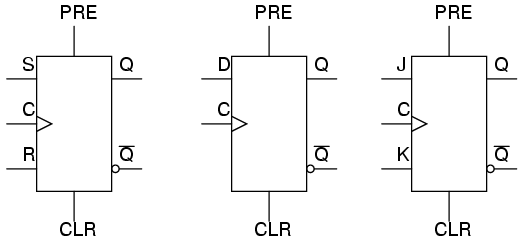 PRE PRE PRE
S Q D Q J Q
C C C
R Q̅ Q̅ K Q̅
CLR CLR CLR